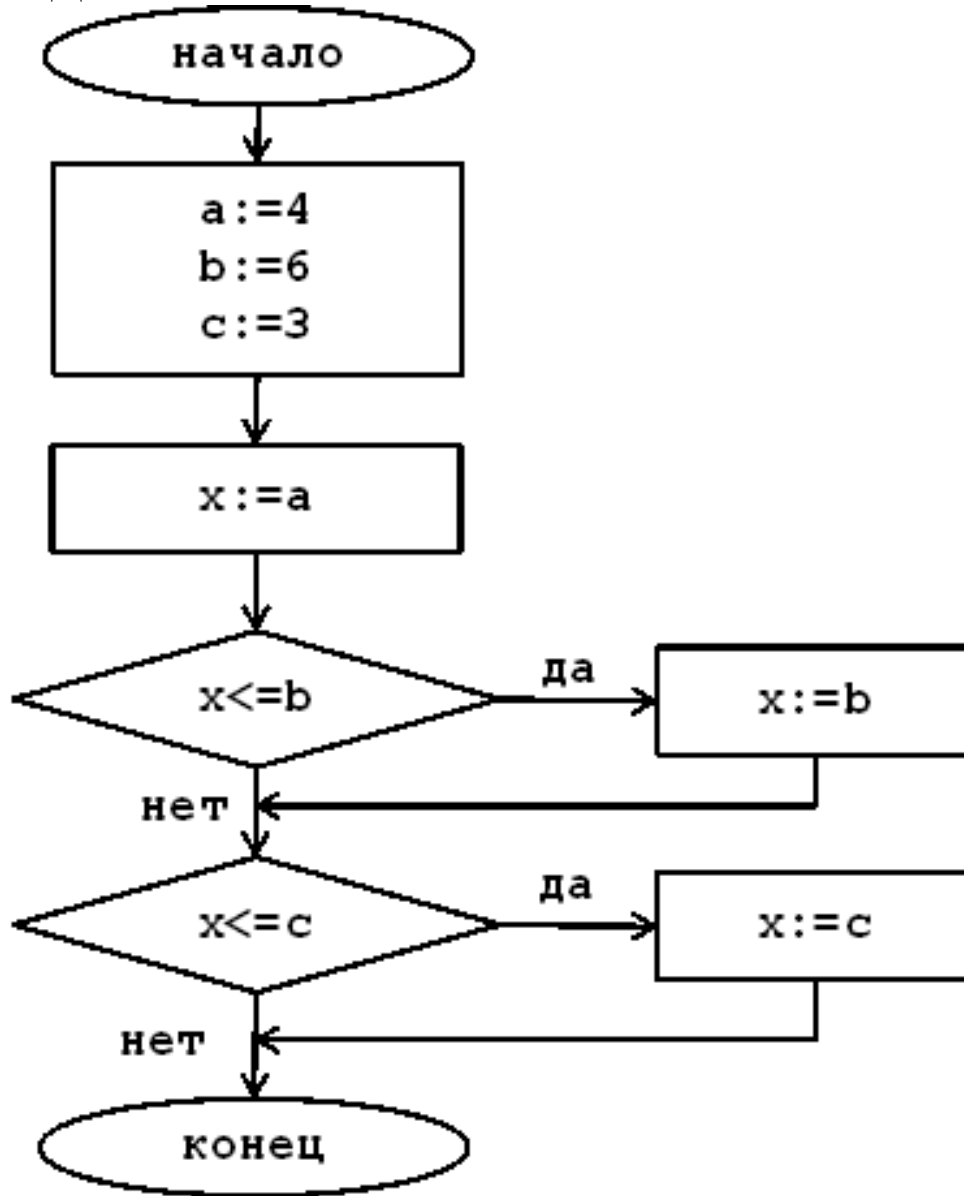 начало
a:=4
b:=6
c:=3
x:=a
x<=b
да
x:=b
нет
x<=c
да
x:=c
нет
конец